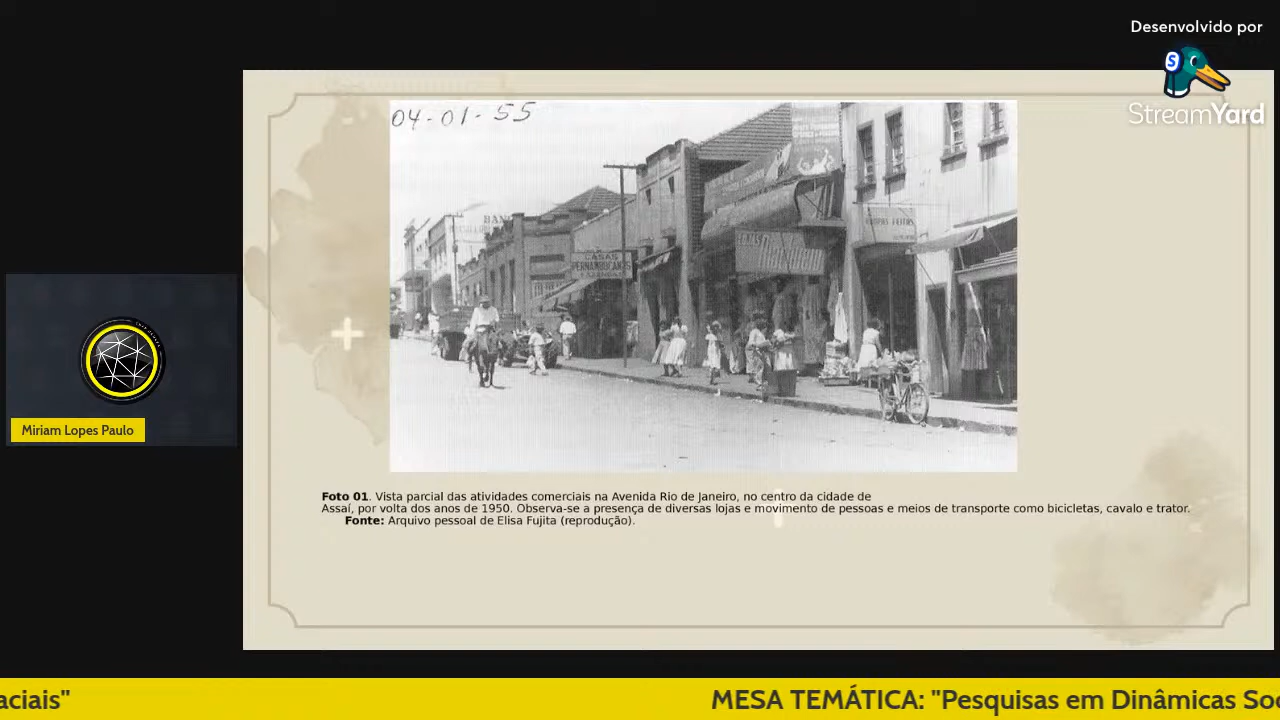 Desenvolvido por
StreamYard
04-01-55
BAN
CASAS
PERNAMBUCANAS
Miriam Lopes Paulo
Foto 01. Vista parcial das atividades comerciais na Avenida Rio de Janeiro, no centro da cidade de
Assaí, por volta dos anos de 1950. Observa-se a presença de diversas lojas e movimento de pessoas e meios de transporte como bicicletas, cavalo e trator.
Fonte: Arquivo pessoal de Elisa Fujita (reprodução).
aciais" MESA TEMÁTICA: "Pesquisas em Dinâmicas Soc